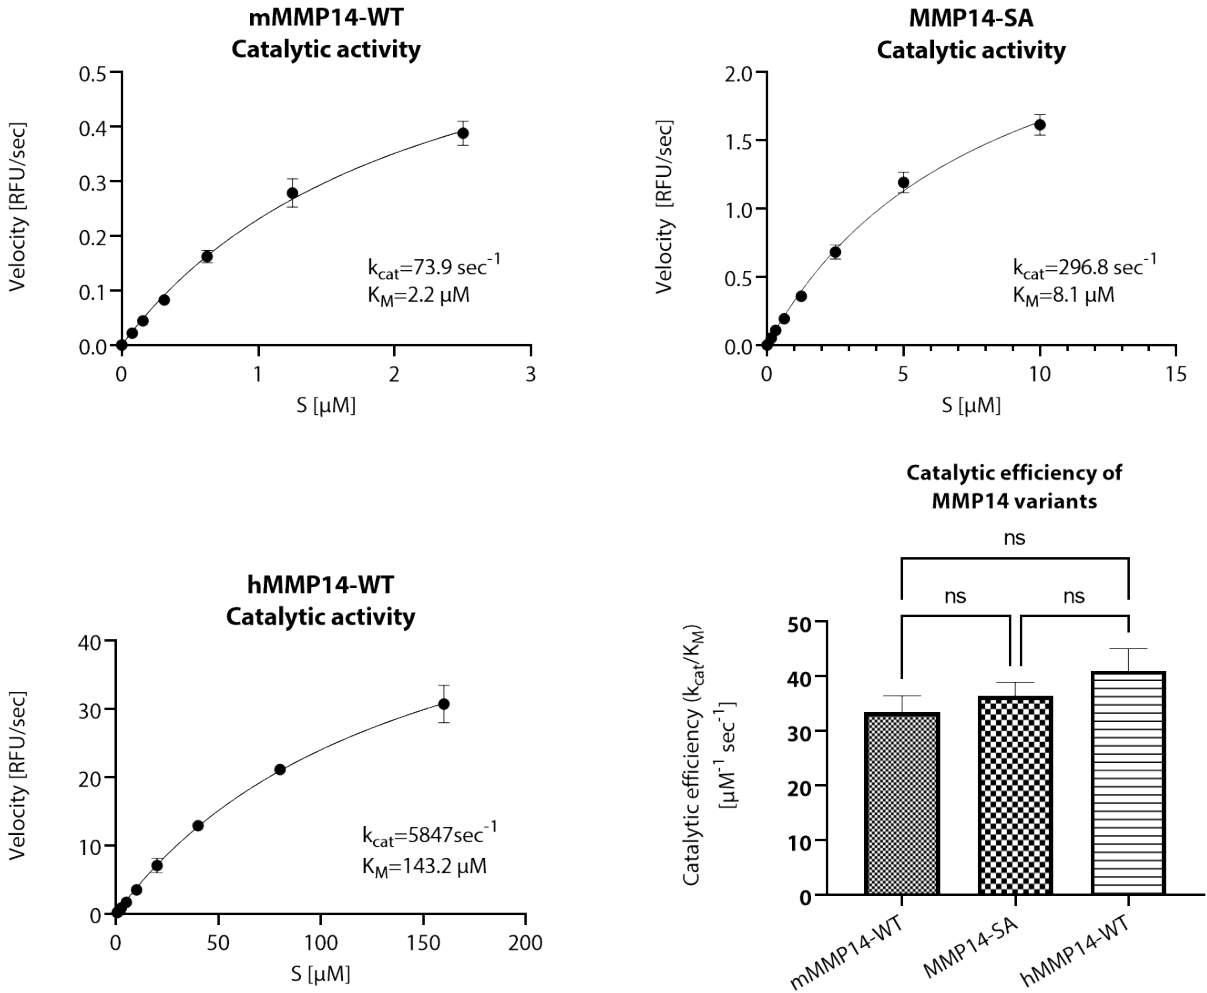 mMMP14-WT
Catalytic activity
0.5
0.4
0.3
0.2
0.1
0.0
Velocity [RFU/sec]
kcat=73.9 sec-1
KM=2.2 µM
0 1 2 3
S [µM]
MMP14-SA
Catalytic activity
2.0
1.5
1.0
0.5
0.0
Velocity [RFU/sec]
kcat=296.8 sec-1
KM=8.1 µM
0 5 10 15
S [µM]
hMMP14-WT
Catalytic activity
40
30
20
10
0
Velocity [RFU/sec]
kcat=5847sec-1
KM=143.2 µM
0 50 100 150 200
S [µM]
Catalytic efficiency of
MMP14 variants
ns
ns ns
50
40
30
20
10
0
Catalytic efficiency (kcat/KM)
[µM-1 sec-1]
mMMP14-WT
MMP14-SA
hMMP14-WT